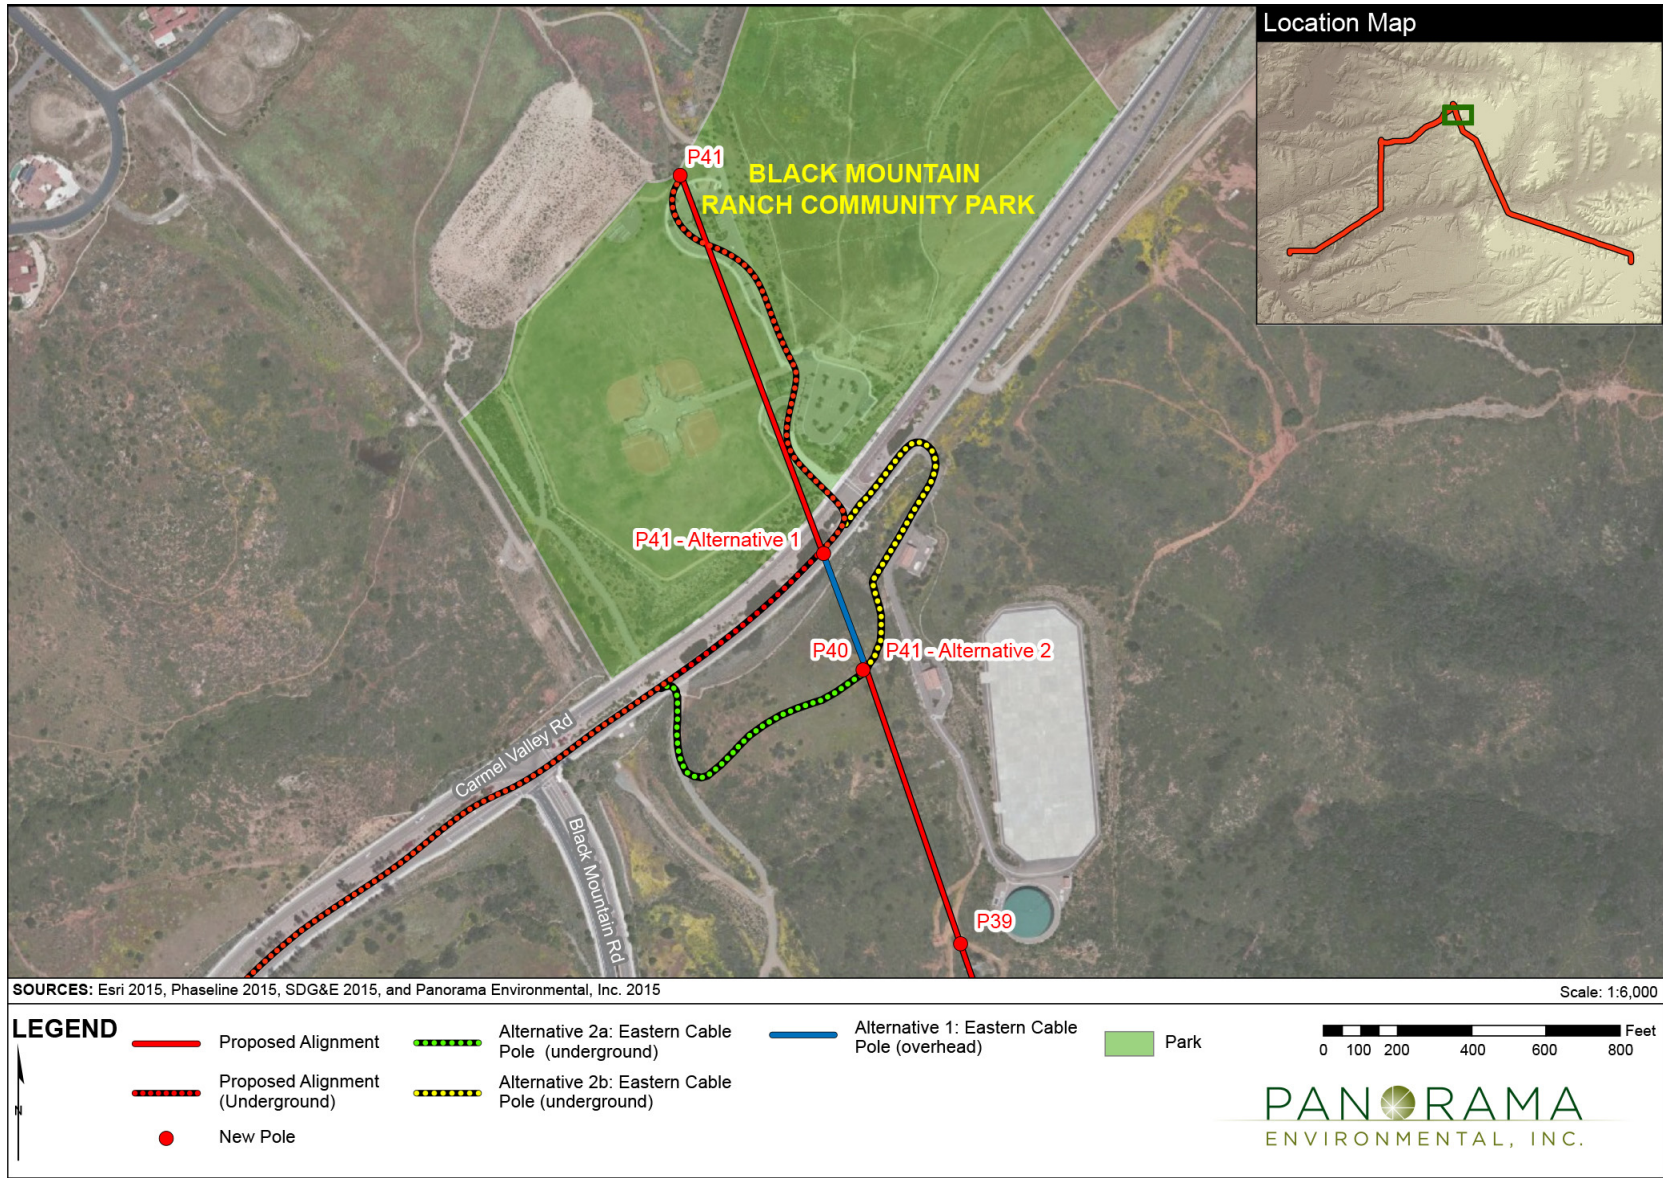 Location Map
P41
BLACK MOUNTAIN
RANCH COMMUNITY PARK
P41 - Alternative 1
P40
P41 - Alternative 2
Carmel Valley Rd
Black Mountain Rd
P39
SOURCES: Esri 2015, Phaseline 2015, SDG&E 2015, and Panorama Environmental, Inc. 2015
Scale: 1:6,000
LEGEND
N
Proposed Alignment
Proposed Alignment
(Underground)
New Pole
Alternative 2a: Eastern Cable
Pole (underground)
Alternative 2b: Eastern Cable
Pole (underground)
Alternative 1: Eastern Cable
Pole (overhead)
Park
Feet
0 100 200 400 600 800
PANORAMA
ENVIRONMENTAL, INC.